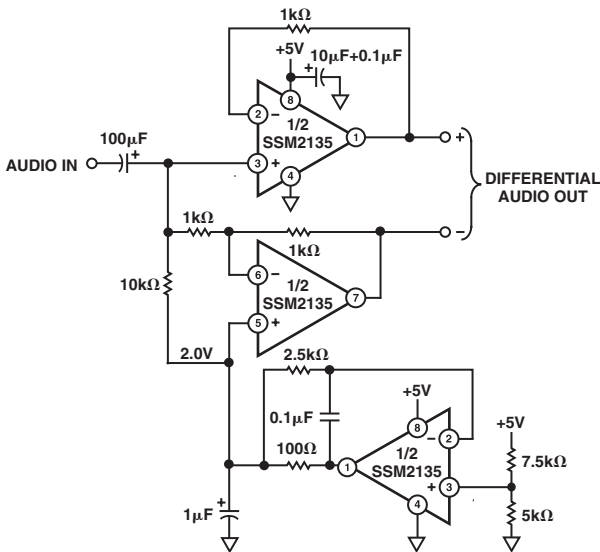 1kΩ
+5V
10µF+0.1µF
+
8
2
−
1/2
SSM2135
1
+
100µF
+
AUDIO IN
3
+
4
DIFFERENTIAL
AUDIO OUT
1kΩ
1kΩ
−
6
−
1/2
SSM2135
7
10kΩ
5
+
2.0V
2.5kΩ
+5V
0.1µF
8
−
2
+5V
7.5kΩ
100Ω
1
1/2
SSM2135
+
3
4
5kΩ
1µF
+